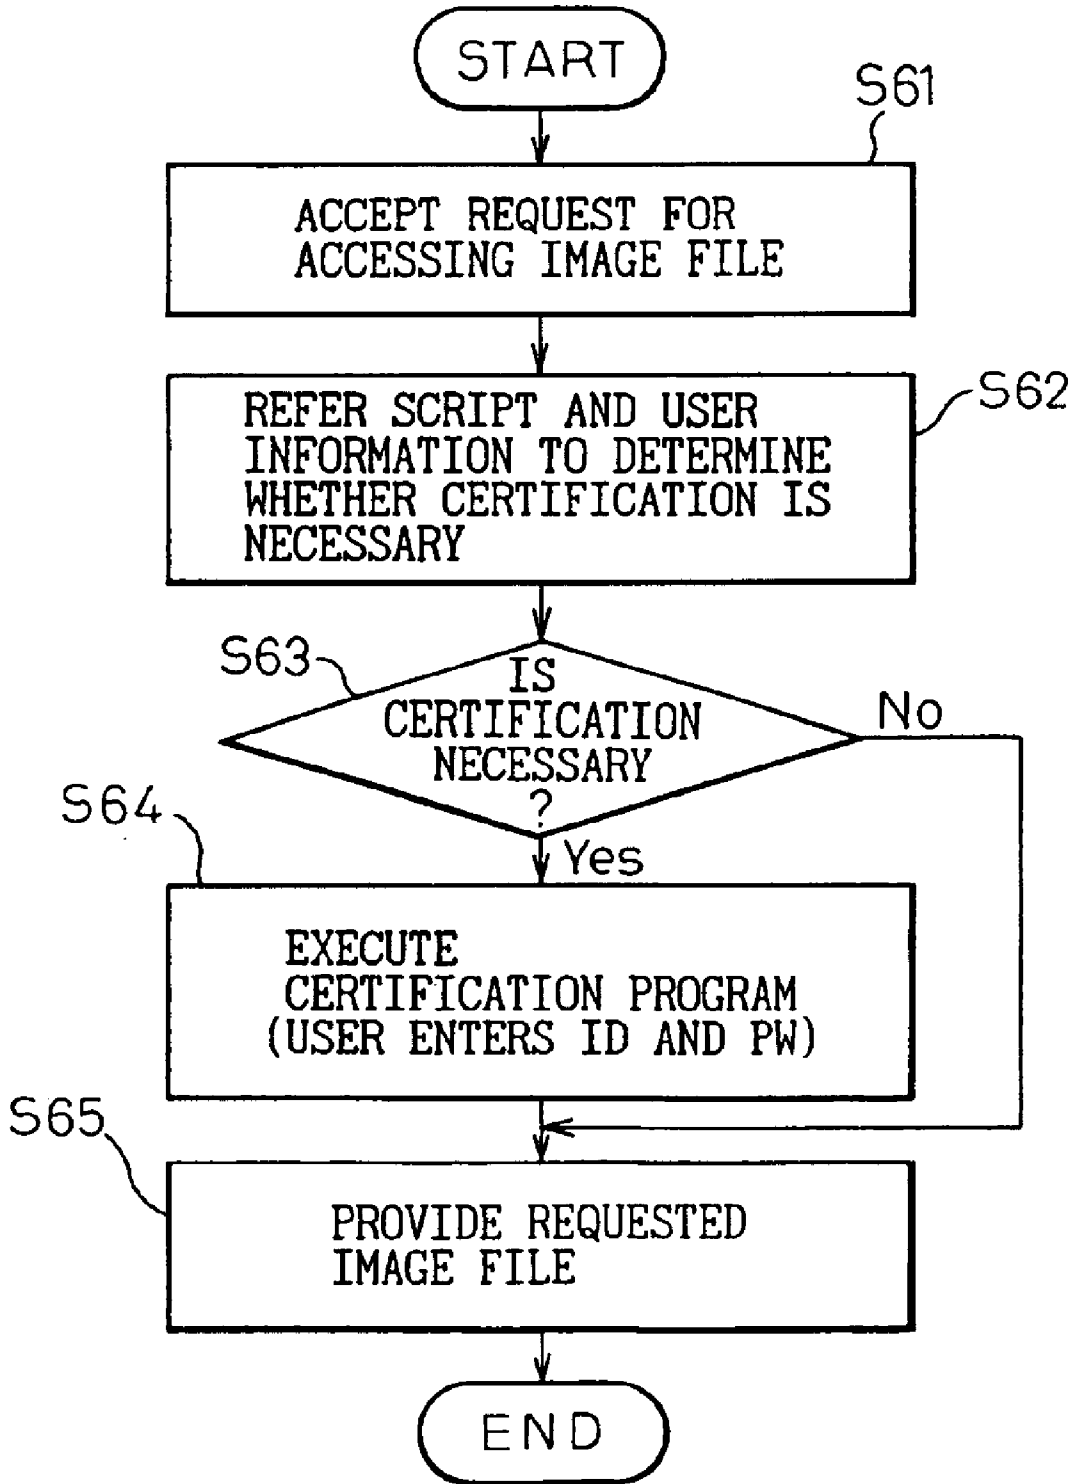 START
S61
ACCEPT REQUEST FOR
ACCESSING IMAGE FILE
S62
REFER SCRIPT AND USER
INFORMATION TO DETERMINE
WHETHER CERTIFICATION IS
NECESSARY
S63
IS
CERTIFICATION
NECESSARY
?
No
Yes
S64
EXECUTE
CERTIFICATION PROGRAM
(USER ENTERS ID AND PW)
S65
PROVIDE REQUESTED
IMAGE FILE
END